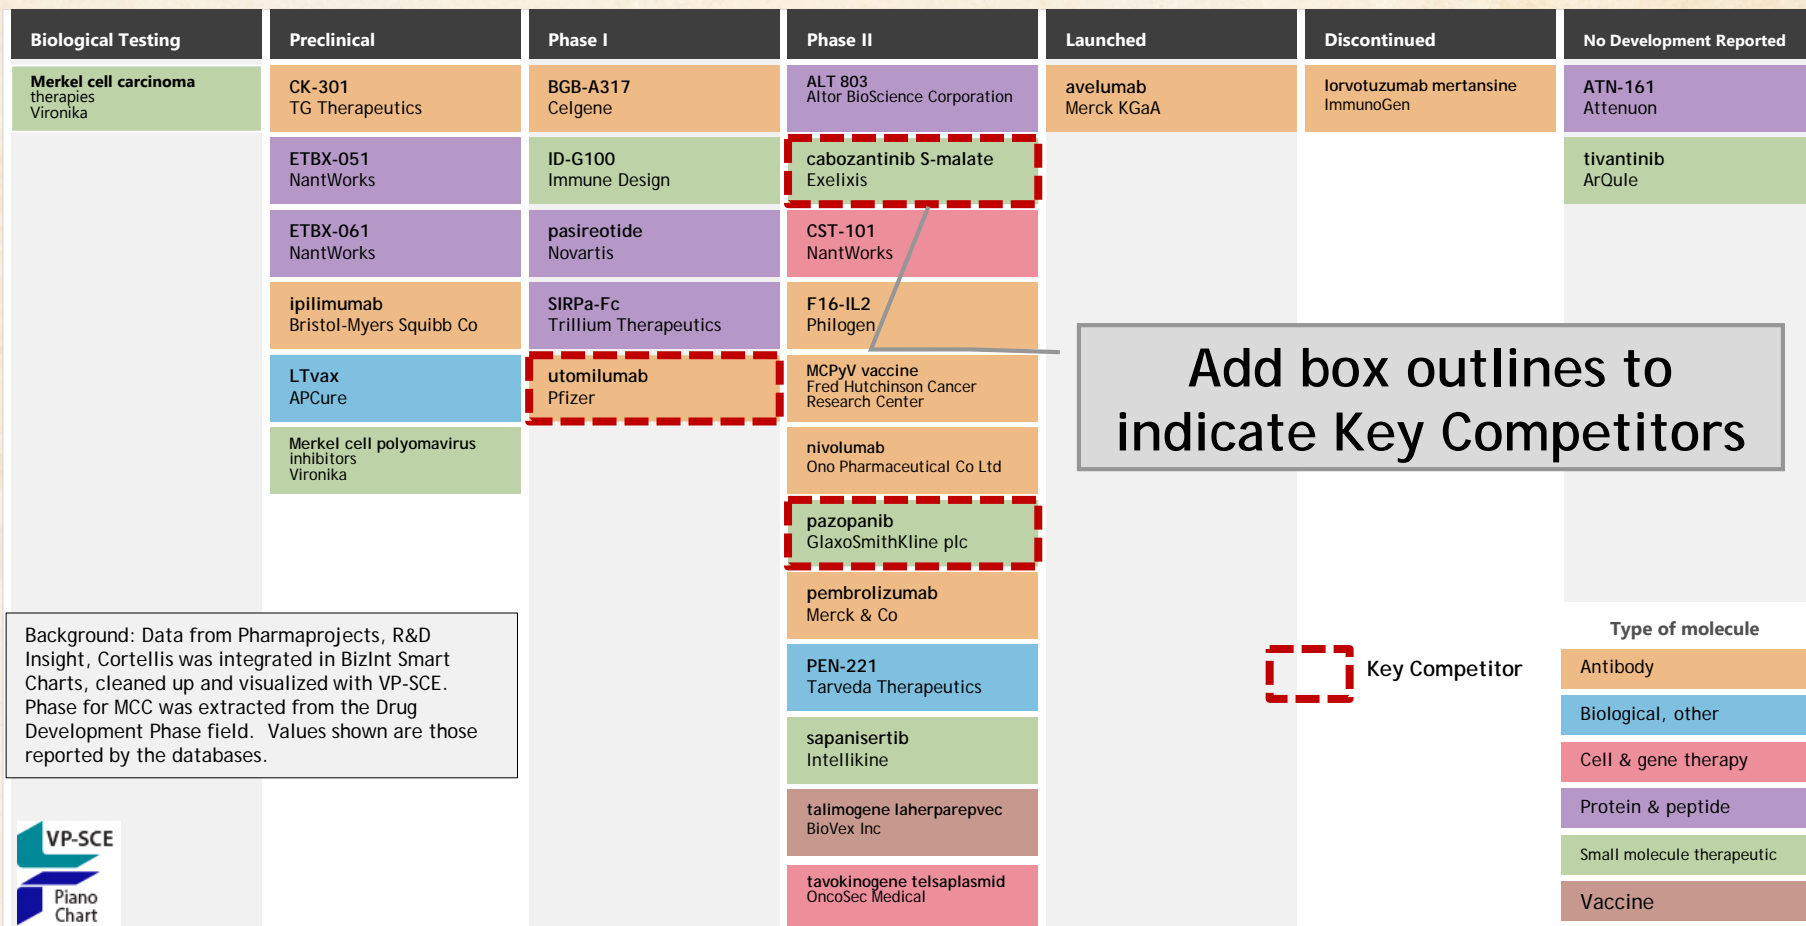 Biological Testing
Preclinical
Phase I
Phase II
Launched
Discontinued
No Development Reported
Merkel cell carcinoma
therapies
Vironika
CK-301
TG Therapeutics
ETBX-051
NantWorks
ETBX-061
NantWorks
ipilimumab
Bristol-Myers Squibb Co
LTvax
APCure
Merkel cell polyomavirus
inhibitors
Vironika
BGB-A317
Celgene
ID-G100
Immune Design
pasireotide
Novartis
SIRPa-Fc
Trillium Therapeutics
utomilumab
Pfizer
ALT 803
Altor BioScience Corporation
cabozantinib S-malate
Exelixis
CST-101
NantWorks
F16-IL2
Philogen
MCPyV vaccine
Fred Hutchinson Cancer
Research Center
nivolumab
Ono Pharmaceutical Co Ltd
pazopanib
GlaxoSmithKline plc
pembrolizumab
Merck & Co
PEN-221
Tarveda Therapeutics
sapanisertib
Intellikine
talimogene laherparepvec
BioVex Inc
tavokinogene telsaplasmid
OncoSec Medical
avelumab
Merck KGaA
lorvotuzumab mertansine
ImmunoGen
ATN-161
Attenuon
tivantinib
ArQule
Add box outlines to
indicate Key Competitors
Background: Data from Pharmaprojects, R&D
Insight, Cortellis was integrated in BizInt Smart
Charts, cleaned up and visualized with VP-SCE.
Phase for MCC was extracted from the Drug
Development Phase field. Values shown are those
reported by the databases.
Key Competitor
Type of molecule
Antibody
Biological, other
Cell & gene therapy
Protein & peptide
Small molecule therapeutic
Vaccine
VP-SCE
Piano
Chart